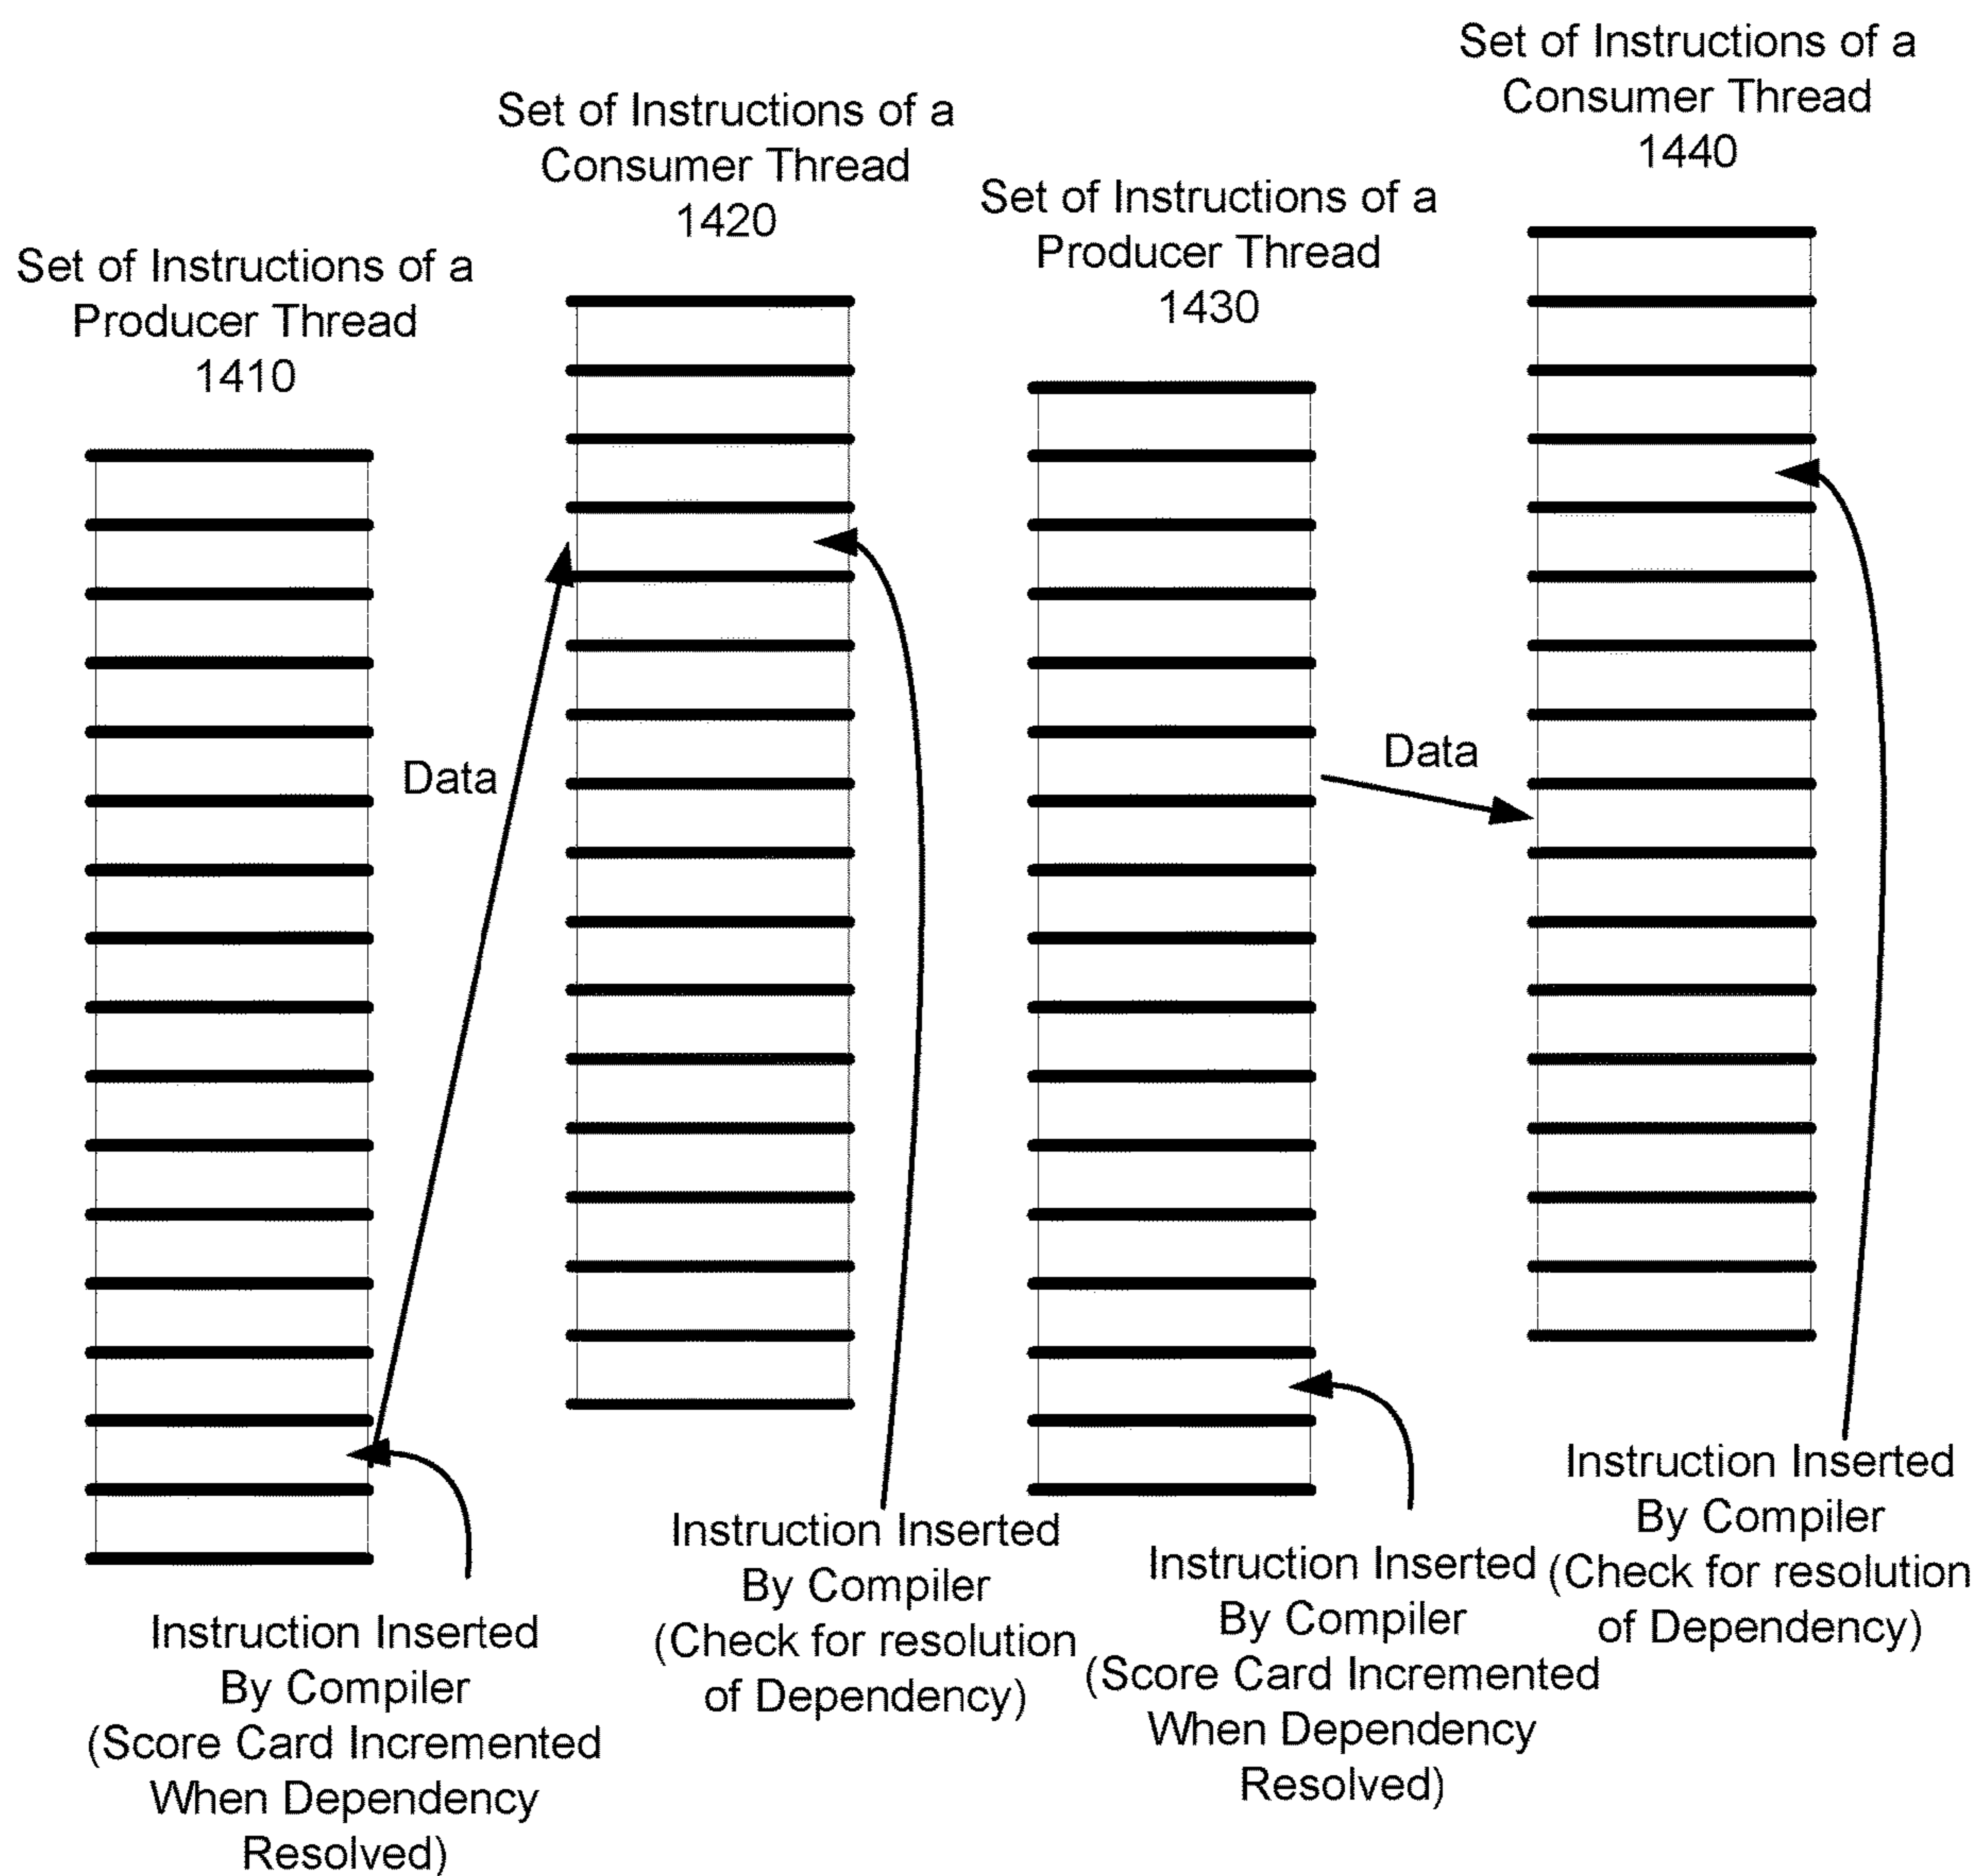 Set of Instructions of a
Producer Thread
1410
Set of Instructions of a
Consumer Thread
1420
Set of Instructions of a
Producer Thread
1430
Set of Instructions of a
Consumer Thread
1440
Data
Data
Instruction Inserted
By Compiler
(Score Card Incremented
When Dependency
Resolved)
Instruction Inserted
By Compiler
(Check for resolution
of Dependency)
Instruction Inserted
By Compiler
(Score Card Incremented
When Dependency
Resolved)
Instruction Inserted
By Compiler
(Check for resolution
of Dependency)